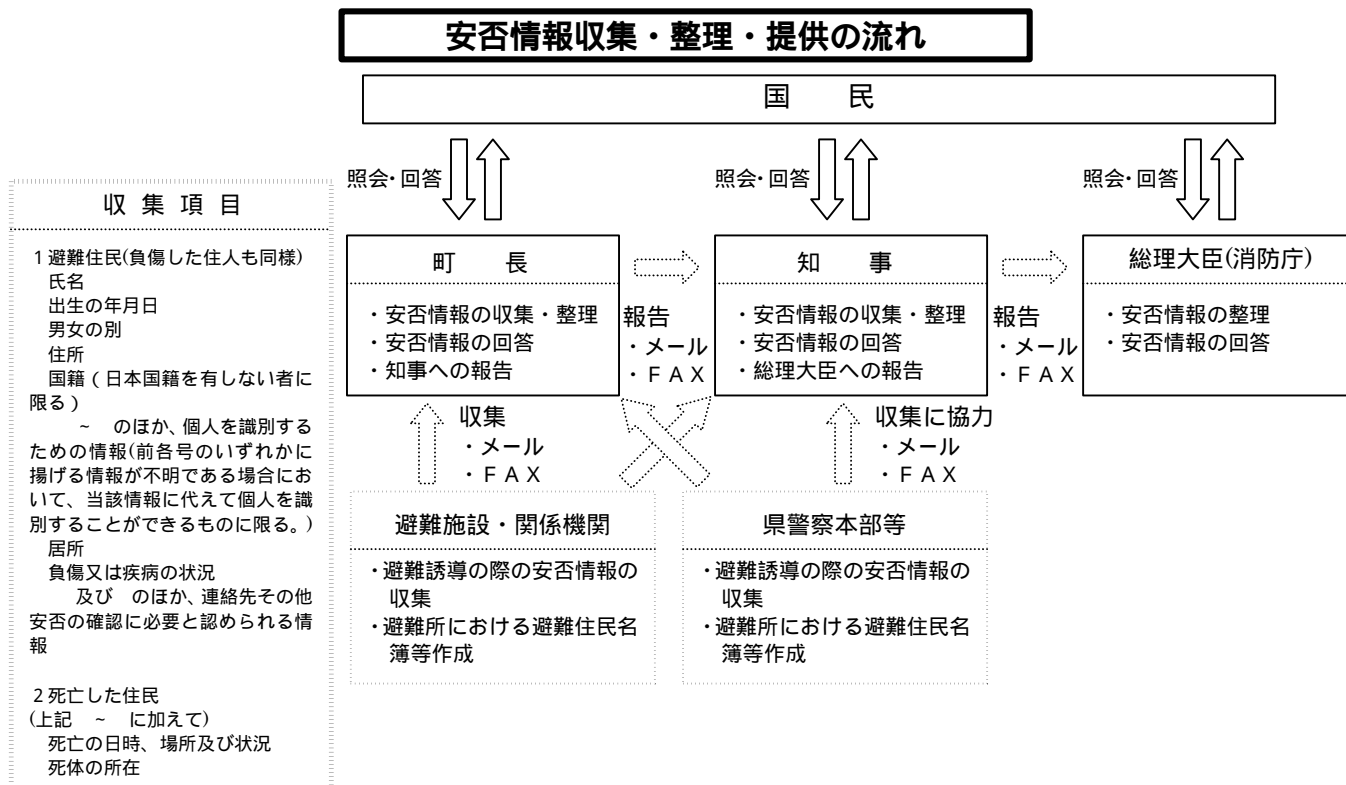 安否情報収集・整理・提供の流れ
国　　民
照会・回答
照会・回答
照会・回答
収 集 項 目
1避難住民(負傷した住人も同様)
氏名
出生の年月日
男女の別
住所
国籍(日本国籍を有しない者に
限る)
~　のほか、個人を識別する
ための情報(前各号のいずれかに
揚げる情報が不明である場合にお
いて、当該情報に代えて個人を識
別することができるものに限る。)
居所
負傷又は疾病の状況
及び　のほか、連絡先その他
安否の確認に必要と認められる情
報
2死亡した住民
(上記　~　に加えて)
死亡の日時、場所及び状況
死体の所在
町　長
・安否情報の収集・整理
・安否情報の回答
・知事への報告
報告
・メール
・ＦＡＸ
知　事
・安否情報の収集・整理
・安否情報の回答
・総理大臣への報告
報告
・メール
・ＦＡＸ
総理大臣(消防庁)
・安否情報の整理
・安否情報の回答
収集
・メール
・ＦＡＸ
収集に協力
・メール
・ＦＡＸ
避難施設・関係機関
・避難誘導の際の安否情報の
収集
・避難所における避難住民名
簿等作成
県警察本部等
・避難誘導の際の安否情報の
収集
・避難所における避難住民名
簿等作成